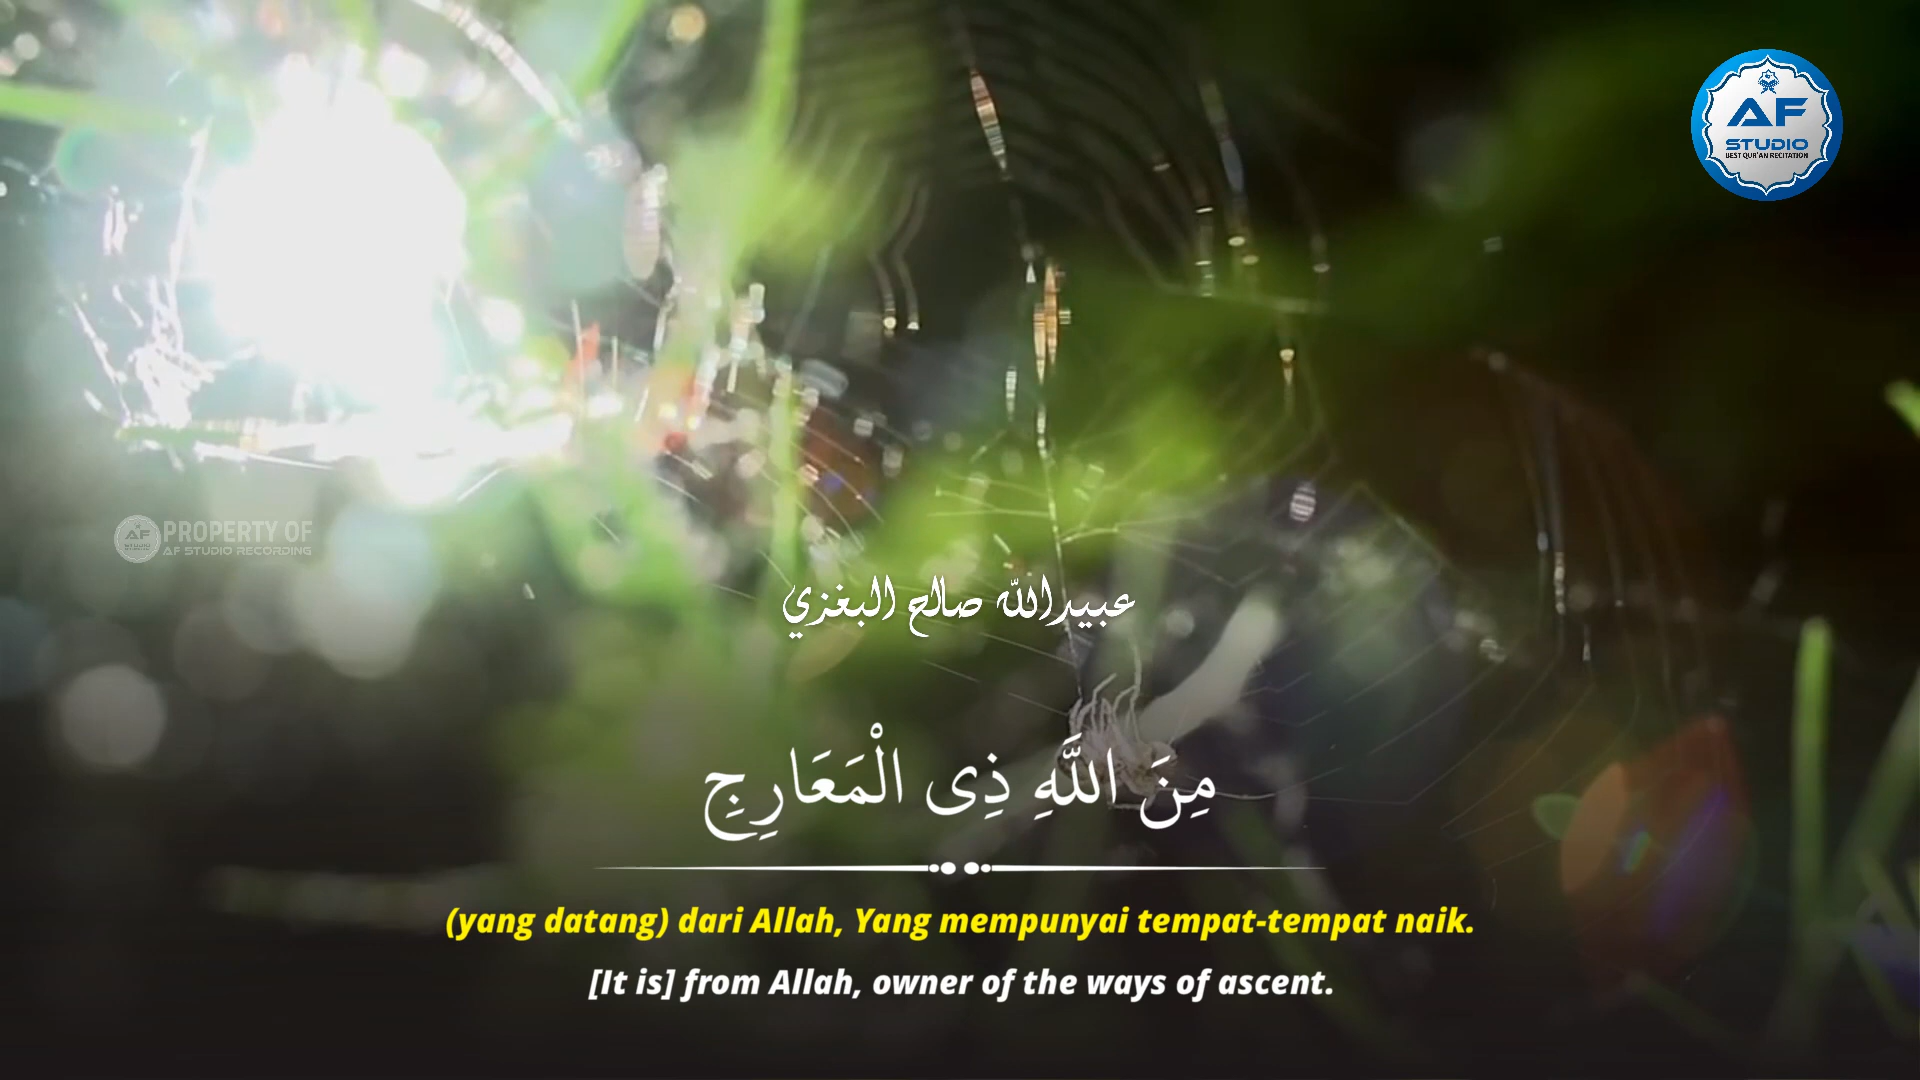 AF
STUDIO
BEST QUR'AN RECITATION
PROPERTY OF
AF STUDIO RECORDING
عبيدالله صالح البغزي
مِنَ اللَّهِ ذِى الْمَعَارِجِ
(yang datang) dari Allah, Yang mempunyai tempat-tempat naik.
[It is] from Allah, owner of the ways of ascent.